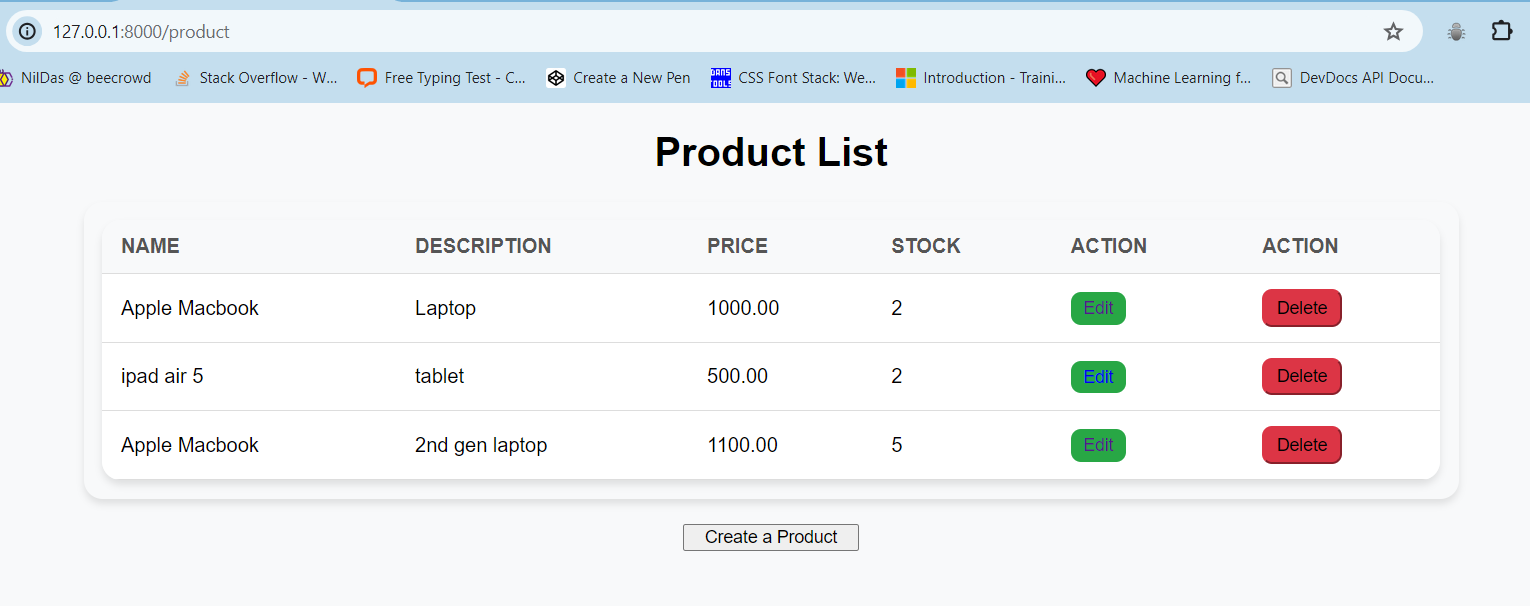 127.0.0.1:8000/product
NilDas @ beecrowd Stack Overflow - W... Free Typing Test - C... Create a New Pen DANS TOOLS CSS Font Stack: We... Introduction - Traini... Machine Learning f... DevDocs API Docu...
Product List
NAME DESCRIPTION PRICE STOCK ACTION ACTION
Apple Macbook Laptop 1000.00 2 Edit Delete
ipad air 5 tablet 500.00 2 Edit Delete
Apple Macbook 2nd gen laptop 1100.00 5 Edit Delete
Create a Product